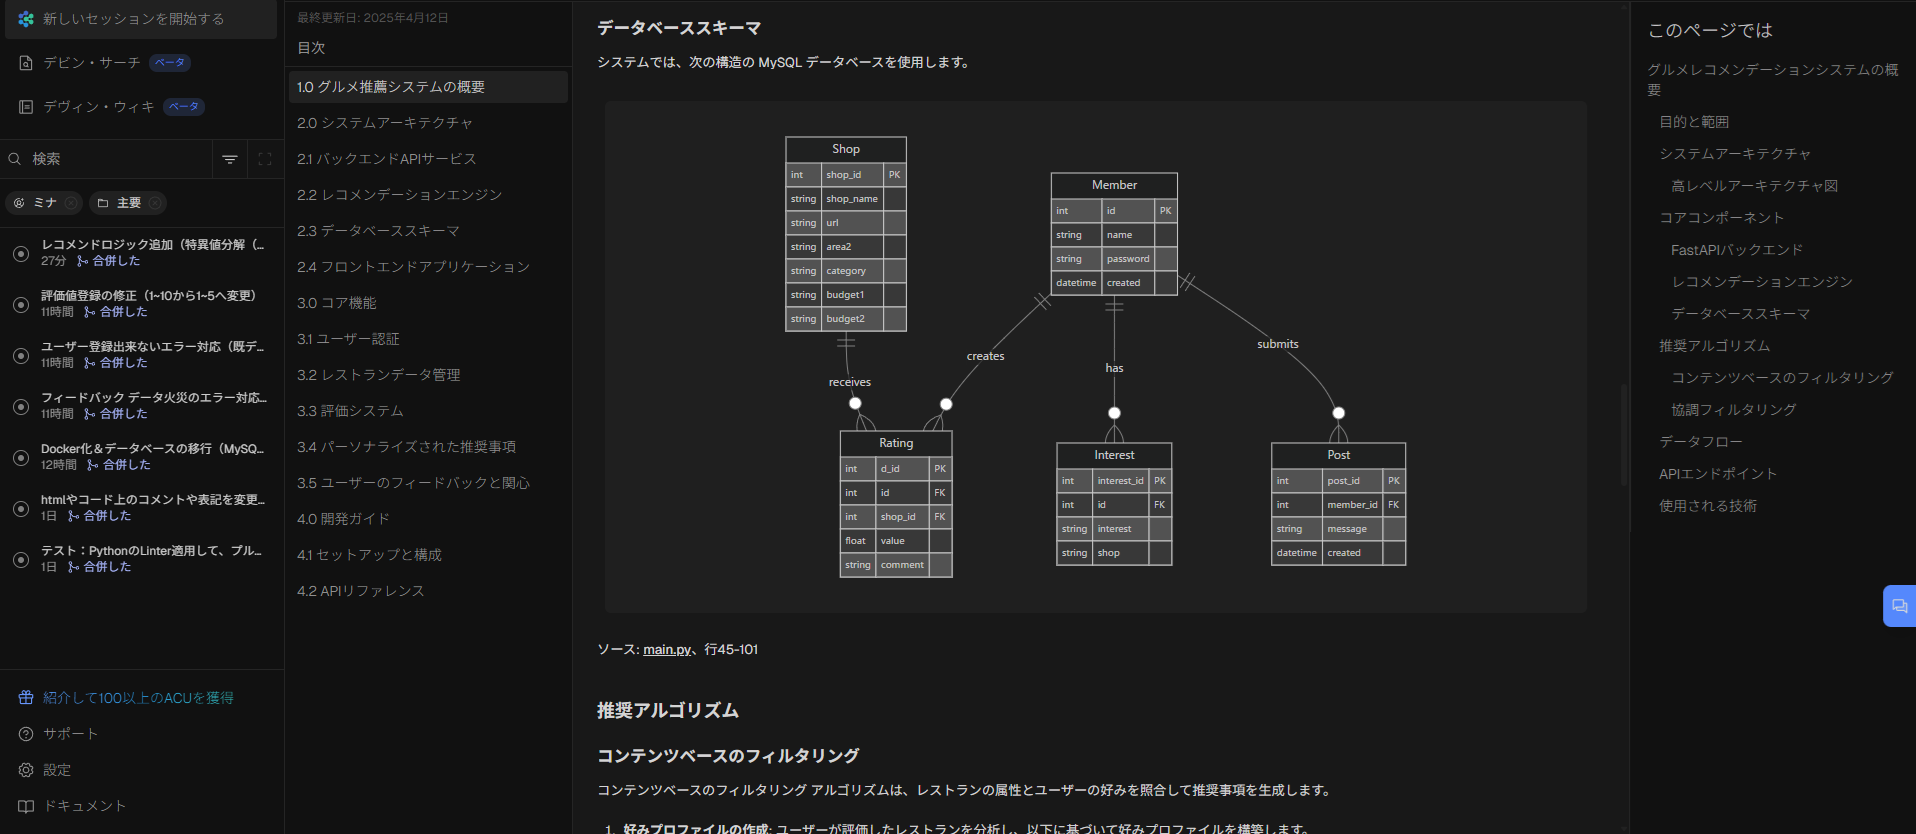 新しいセッションを開始する
デビン・サーチ ベータ
デヴィン・ウィキ ベータ
検索
ミナ 主要
レコメンドロジック追加（特異値分解（...
27分 合併した
評価値登録の修正（1~10から1~5へ変更）
11時間 合併した
ユーザー登録出来ないエラー対応（既デ...
11時間 合併した
フィードバック データ火災のエラー対応...
11時間 合併した
Docker化＆データベースの移行（MySQ...
12時間 合併した
htmlやコード上のコメントや表記を変更...
1日 合併した
テスト：PythonのLinter適用して、プル...
1日 合併した
紹介して100以上のACUを獲得
サポート
設定
ドキュメント
最終更新日: 2025年4月12日
目次
1.0 グルメ推薦システムの概要
2.0 システムアーキテクチャ
2.1 バックエンドAPIサービス
2.2 レコメンデーションエンジン
2.3 データベーススキーマ
2.4 フロントエンドアプリケーション
3.0 コア機能
3.1 ユーザー認証
3.2 レストランデータ管理
3.3 評価システム
3.4 パーソナライズされた推奨事項
3.5 ユーザーのフィードバックと関心
4.0 開発ガイド
4.1 セットアップと構成
4.2 APIリファレンス
データベーススキーマ
システムでは、次の構造の MySQL データベースを使用します。
Shop
int shop_id PK
string shop_name
string url
string area2
string category
string budget1
string budget2
Member
int id PK
string name
string password
datetime created
receives
creates
has
submits
Rating
int d_id PK
int id FK
int shop_id FK
float value
string comment
Interest
int interest_id PK
int id FK
string interest
string shop
Post
int post_id PK
int member_id FK
string message
datetime created
ソース: main.py、行45-101
推奨アルゴリズム
コンテンツベースのフィルタリング
コンテンツベースのフィルタリング アルゴリズムは、レストランの属性とユーザーの好みを照合して推奨事項を生成します。
1. 好みプロファイルの作成: ユーザーが評価したレストランを分析し、以下に基づいて好みプロファイルを構築します。
このページでは
グルメレコメンデーションシステムの概
要
目的と範囲
システムアーキテクチャ
高レベルアーキテクチャ図
コアコンポーネント
FastAPIバックエンド
レコメンデーションエンジン
データベーススキーマ
推奨アルゴリズム
コンテンツベースのフィルタリング
協調フィルタリング
データフロー
APIエンドポイント
使用される技術